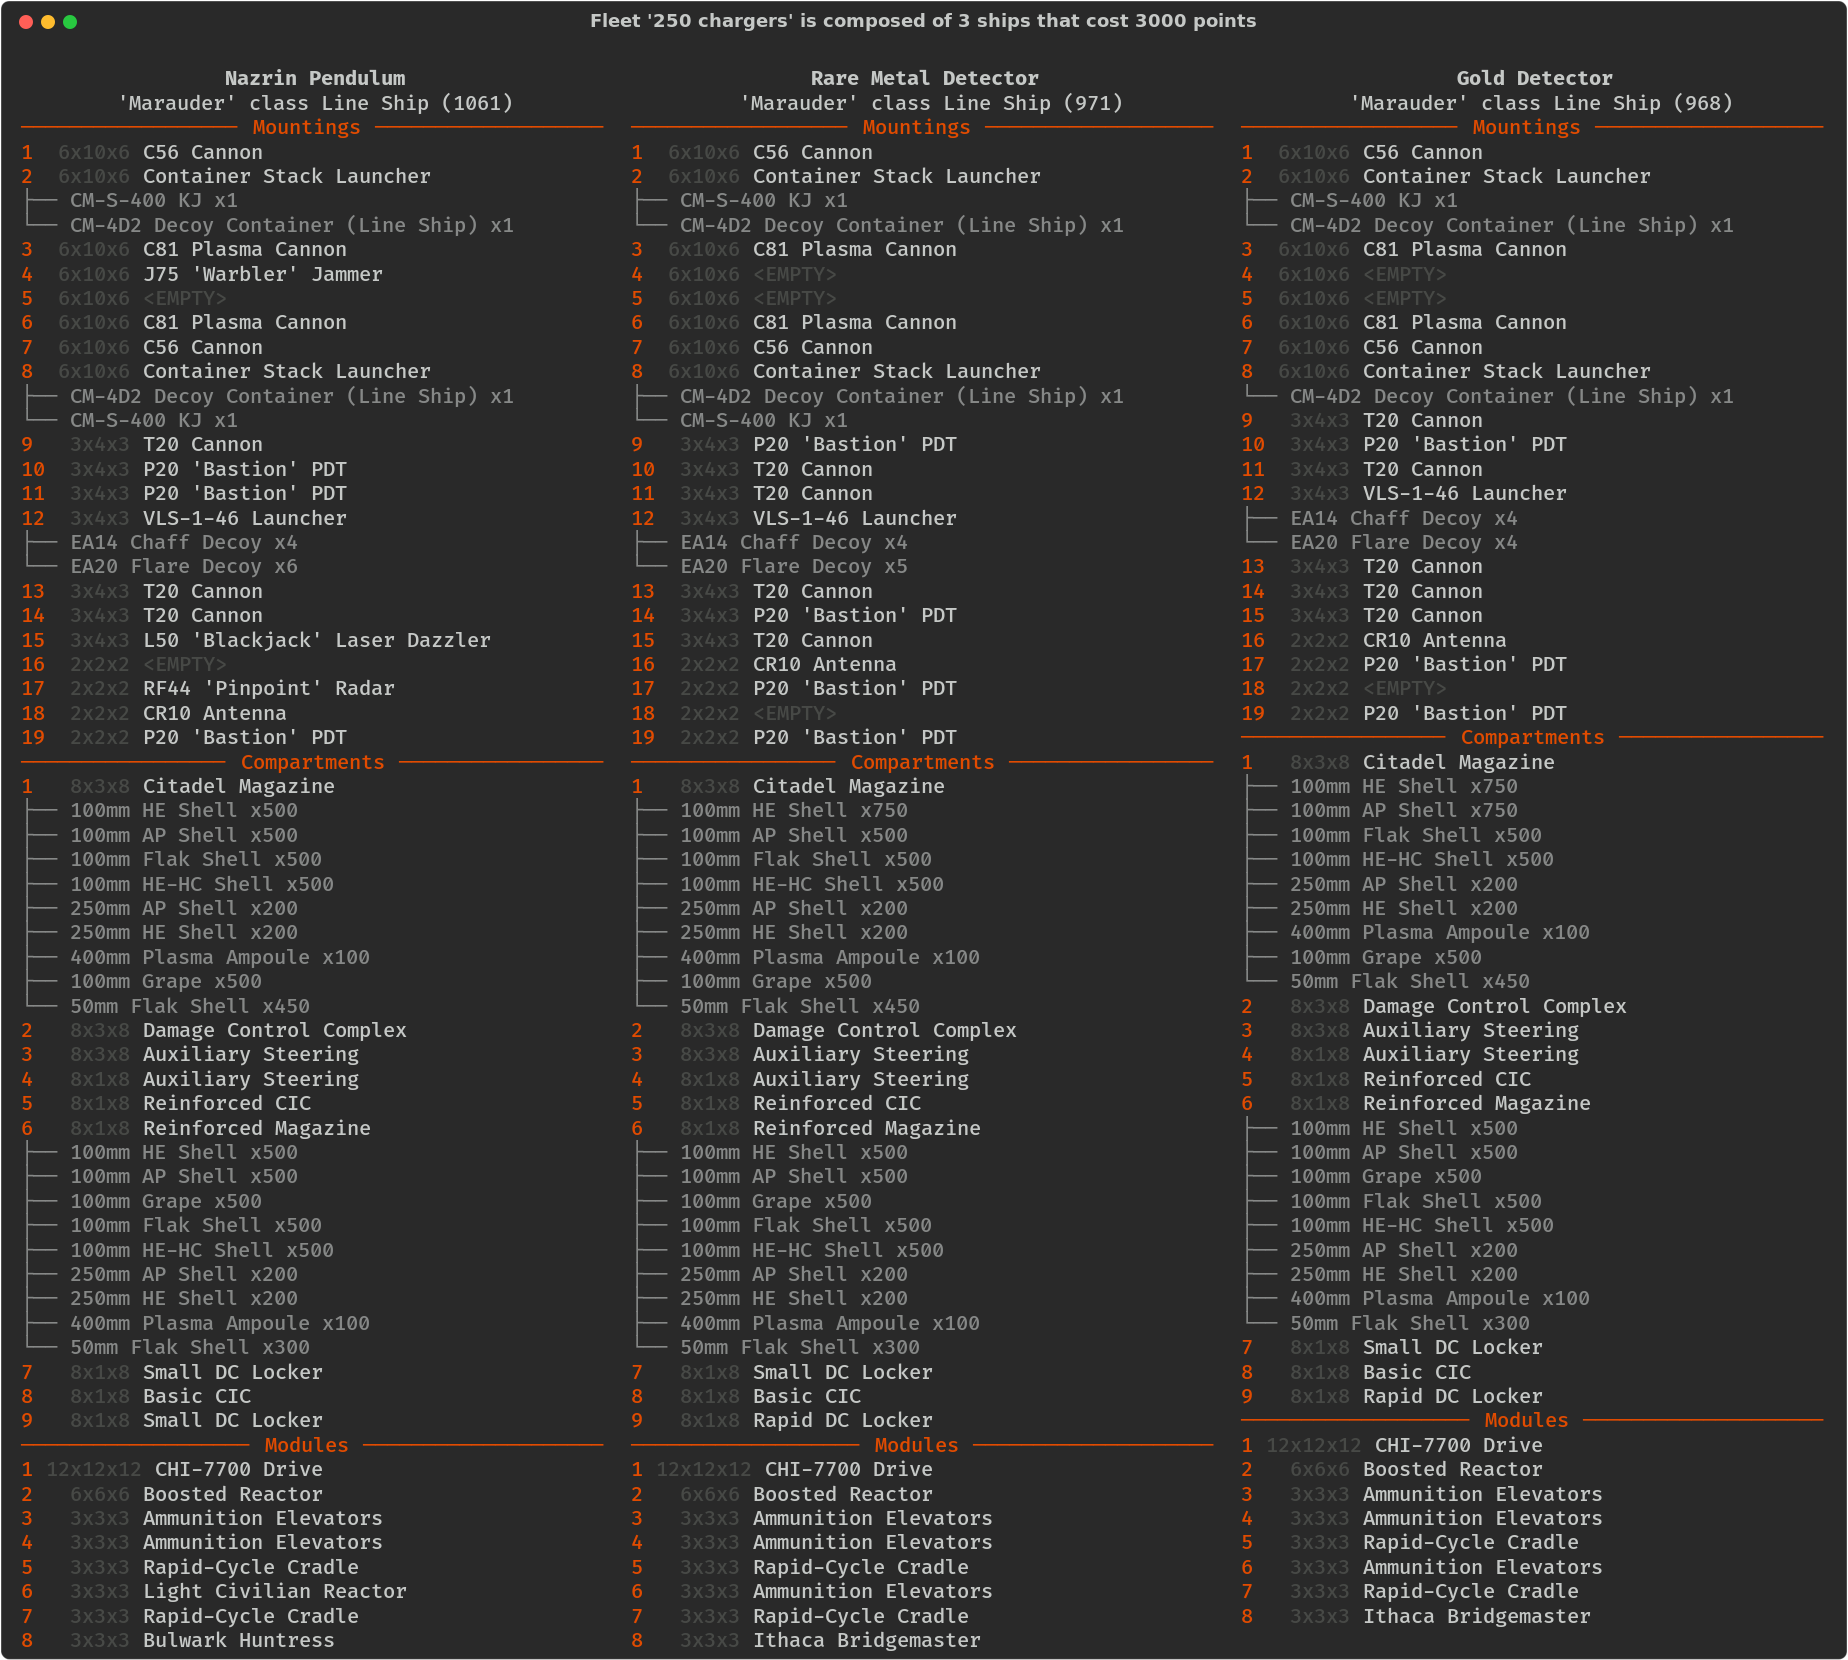 Fleet '250 chargers' is composed of 3 ships that cost 3000 points
Nazrin Pendulum
'Marauder' class Line Ship (1061)
Mountings
1 6x10x6 C56 Cannon
2 6x10x6 Container Stack Launcher
├── CM-S-400 KJ x1
└── CM-4D2 Decoy Container (Line Ship) x1
3 6x10x6 C81 Plasma Cannon
4 6x10x6 J75 'Warbler' Jammer
5 6x10x6 <EMPTY>
6 6x10x6 C81 Plasma Cannon
7 6x10x6 C56 Cannon
8 6x10x6 Container Stack Launcher
├── CM-4D2 Decoy Container (Line Ship) x1
└── CM-S-400 KJ x1
9 3x4x3 T20 Cannon
10 3x4x3 P20 'Bastion' PDT
11 3x4x3 P20 'Bastion' PDT
12 3x4x3 VLS-1-46 Launcher
├── EA14 Chaff Decoy x4
└── EA20 Flare Decoy x6
13 3x4x3 T20 Cannon
14 3x4x3 T20 Cannon
15 3x4x3 L50 'Blackjack' Laser Dazzler
16 2x2x2 <EMPTY>
17 2x2x2 RF44 'Pinpoint' Radar
18 2x2x2 CR10 Antenna
19 2x2x2 P20 'Bastion' PDT
Compartments
1 8x3x8 Citadel Magazine
├── 100mm HE Shell x500
├── 100mm AP Shell x500
├── 100mm Flak Shell x500
├── 100mm HE-HC Shell x500
├── 250mm AP Shell x200
├── 250mm HE Shell x200
├── 400mm Plasma Ampoule x100
├── 100mm Grape x500
└── 50mm Flak Shell x450
2 8x3x8 Damage Control Complex
3 8x3x8 Auxiliary Steering
4 8x1x8 Auxiliary Steering
5 8x1x8 Reinforced CIC
6 8x1x8 Reinforced Magazine
├── 100mm HE Shell x500
├── 100mm AP Shell x500
├── 100mm Grape x500
├── 100mm Flak Shell x500
├── 100mm HE-HC Shell x500
├── 250mm AP Shell x200
├── 250mm HE Shell x200
├── 400mm Plasma Ampoule x100
└── 50mm Flak Shell x300
7 8x1x8 Small DC Locker
8 8x1x8 Basic CIC
9 8x1x8 Small DC Locker
Modules
1 12x12x12 CHI-7700 Drive
2 6x6x6 Boosted Reactor
3 3x3x3 Ammunition Elevators
4 3x3x3 Ammunition Elevators
5 3x3x3 Rapid-Cycle Cradle
6 3x3x3 Light Civilian Reactor
7 3x3x3 Rapid-Cycle Cradle
8 3x3x3 Bulwark Huntress
Rare Metal Detector
'Marauder' class Line Ship (971)
Mountings
1 6x10x6 C56 Cannon
2 6x10x6 Container Stack Launcher
├── CM-S-400 KJ x1
└── CM-4D2 Decoy Container (Line Ship) x1
3 6x10x6 C81 Plasma Cannon
4 6x10x6 <EMPTY>
5 6x10x6 <EMPTY>
6 6x10x6 C81 Plasma Cannon
7 6x10x6 C56 Cannon
8 6x10x6 Container Stack Launcher
├── CM-4D2 Decoy Container (Line Ship) x1
└── CM-S-400 KJ x1
9 3x4x3 P20 'Bastion' PDT
10 3x4x3 T20 Cannon
11 3x4x3 T20 Cannon
12 3x4x3 VLS-1-46 Launcher
├── EA14 Chaff Decoy x4
└── EA20 Flare Decoy x5
13 3x4x3 T20 Cannon
14 3x4x3 P20 'Bastion' PDT
15 3x4x3 T20 Cannon
16 2x2x2 CR10 Antenna
17 2x2x2 P20 'Bastion' PDT
18 2x2x2 <EMPTY>
19 2x2x2 P20 'Bastion' PDT
Compartments
1 8x3x8 Citadel Magazine
├── 100mm HE Shell x750
├── 100mm AP Shell x500
├── 100mm Flak Shell x500
├── 100mm HE-HC Shell x500
├── 250mm AP Shell x200
├── 250mm HE Shell x200
├── 400mm Plasma Ampoule x100
├── 100mm Grape x500
└── 50mm Flak Shell x450
2 8x3x8 Damage Control Complex
3 8x3x8 Auxiliary Steering
4 8x1x8 Auxiliary Steering
5 8x1x8 Reinforced CIC
6 8x1x8 Reinforced Magazine
├── 100mm HE Shell x500
├── 100mm AP Shell x500
├── 100mm Grape x500
├── 100mm Flak Shell x500
├── 100mm HE-HC Shell x500
├── 250mm AP Shell x200
├── 250mm HE Shell x200
├── 400mm Plasma Ampoule x100
└── 50mm Flak Shell x300
7 8x1x8 Small DC Locker
8 8x1x8 Basic CIC
9 8x1x8 Rapid DC Locker
Modules
1 12x12x12 CHI-7700 Drive
2 6x6x6 Boosted Reactor
3 3x3x3 Ammunition Elevators
4 3x3x3 Ammunition Elevators
5 3x3x3 Rapid-Cycle Cradle
6 3x3x3 Ammunition Elevators
7 3x3x3 Rapid-Cycle Cradle
8 3x3x3 Ithaca Bridgemaster
Gold Detector
'Marauder' class Line Ship (968)
Mountings
1 6x10x6 C56 Cannon
2 6x10x6 Container Stack Launcher
├── CM-S-400 KJ x1
└── CM-4D2 Decoy Container (Line Ship) x1
3 6x10x6 C81 Plasma Cannon
4 6x10x6 <EMPTY>
5 6x10x6 <EMPTY>
6 6x10x6 C81 Plasma Cannon
7 6x10x6 C56 Cannon
8 6x10x6 Container Stack Launcher
└── CM-4D2 Decoy Container (Line Ship) x1
9 3x4x3 T20 Cannon
10 3x4x3 P20 'Bastion' PDT
11 3x4x3 T20 Cannon
12 3x4x3 VLS-1-46 Launcher
├── EA14 Chaff Decoy x4
└── EA20 Flare Decoy x4
13 3x4x3 T20 Cannon
14 3x4x3 T20 Cannon
15 3x4x3 T20 Cannon
16 2x2x2 CR10 Antenna
17 2x2x2 P20 'Bastion' PDT
18 2x2x2 <EMPTY>
19 2x2x2 P20 'Bastion' PDT
Compartments
1 8x3x8 Citadel Magazine
├── 100mm HE Shell x750
├── 100mm AP Shell x750
├── 100mm Flak Shell x500
├── 100mm HE-HC Shell x500
├── 250mm AP Shell x200
├── 250mm HE Shell x200
├── 400mm Plasma Ampoule x100
├── 100mm Grape x500
└── 50mm Flak Shell x450
2 8x3x8 Damage Control Complex
3 8x3x8 Auxiliary Steering
4 8x1x8 Auxiliary Steering
5 8x1x8 Reinforced CIC
6 8x1x8 Reinforced Magazine
├── 100mm HE Shell x500
├── 100mm AP Shell x500
├── 100mm Grape x500
├── 100mm Flak Shell x500
├── 100mm HE-HC Shell x500
├── 250mm AP Shell x200
├── 250mm HE Shell x200
├── 400mm Plasma Ampoule x100
└── 50mm Flak Shell x300
7 8x1x8 Small DC Locker
8 8x1x8 Basic CIC
9 8x1x8 Rapid DC Locker
Modules
1 12x12x12 CHI-7700 Drive
2 6x6x6 Boosted Reactor
3 3x3x3 Ammunition Elevators
4 3x3x3 Ammunition Elevators
5 3x3x3 Rapid-Cycle Cradle
6 3x3x3 Ammunition Elevators
7 3x3x3 Rapid-Cycle Cradle
8 3x3x3 Ithaca Bridgemaster